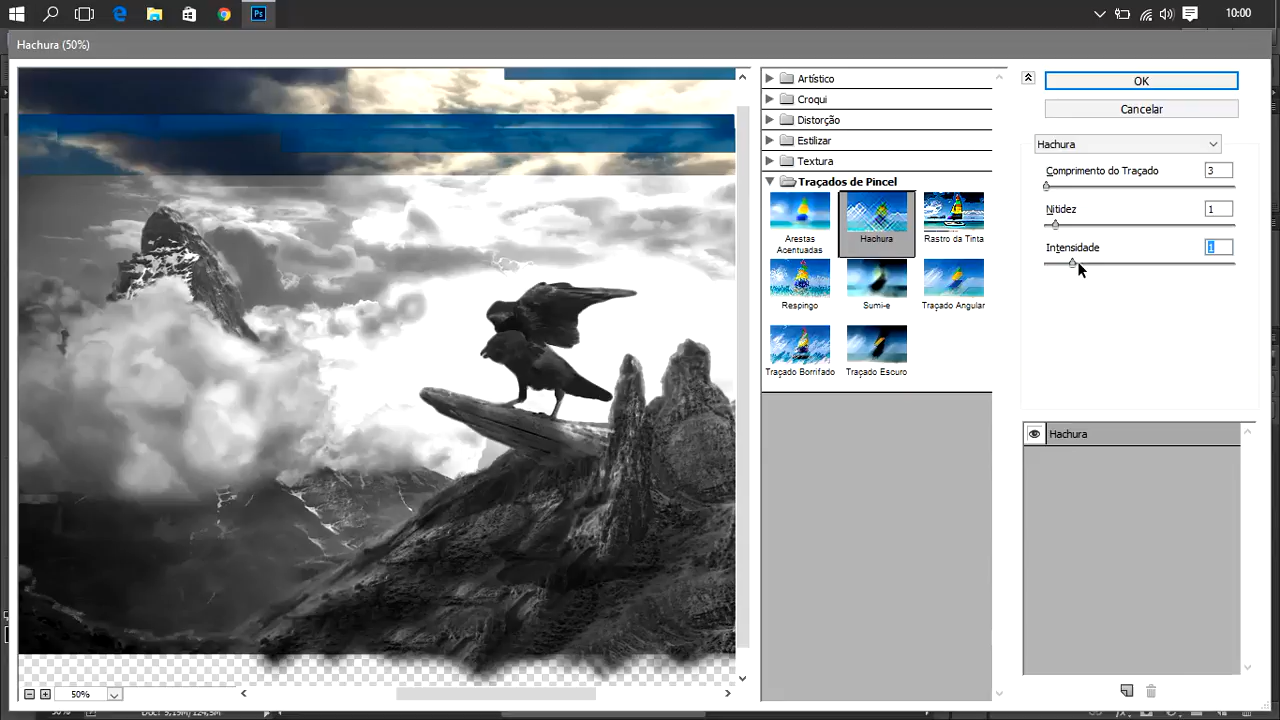 Ps
10:00
Hachura (50%)
Artístico
Croqui
Distorção
Estilizar
Textura
Traçados de Pincel
Arestas Acentuadas
Hachura
Rastro da Tinta
Respingo
Sumi-e
Traçado Angular
Traçado Borrifado
Traçado Escuro
OK
Cancelar
Hachura
Comprimento do Traçado 3
Nitidez 1
Intensidade 1
Hachura
50%